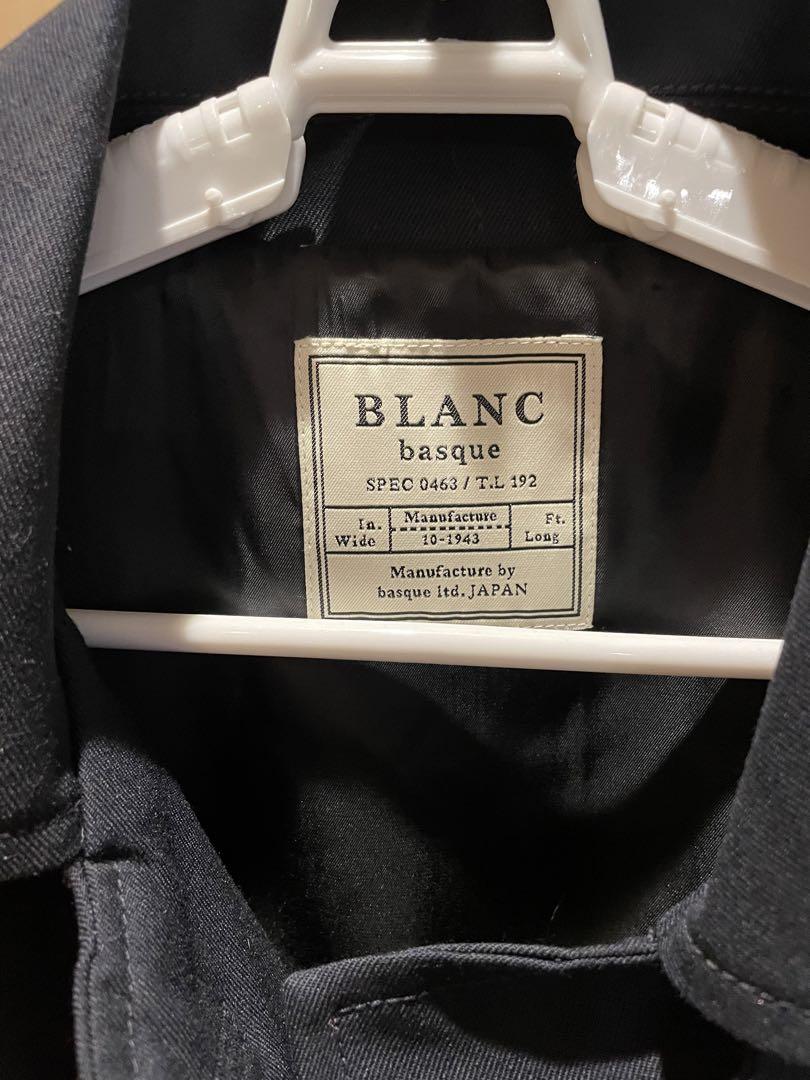 BLANC
basque
SPEC 0463 / T.L 192
In. Wide
Manufacture
10-1943
Ft. Long
Manufacture by
basque ltd. JAPAN